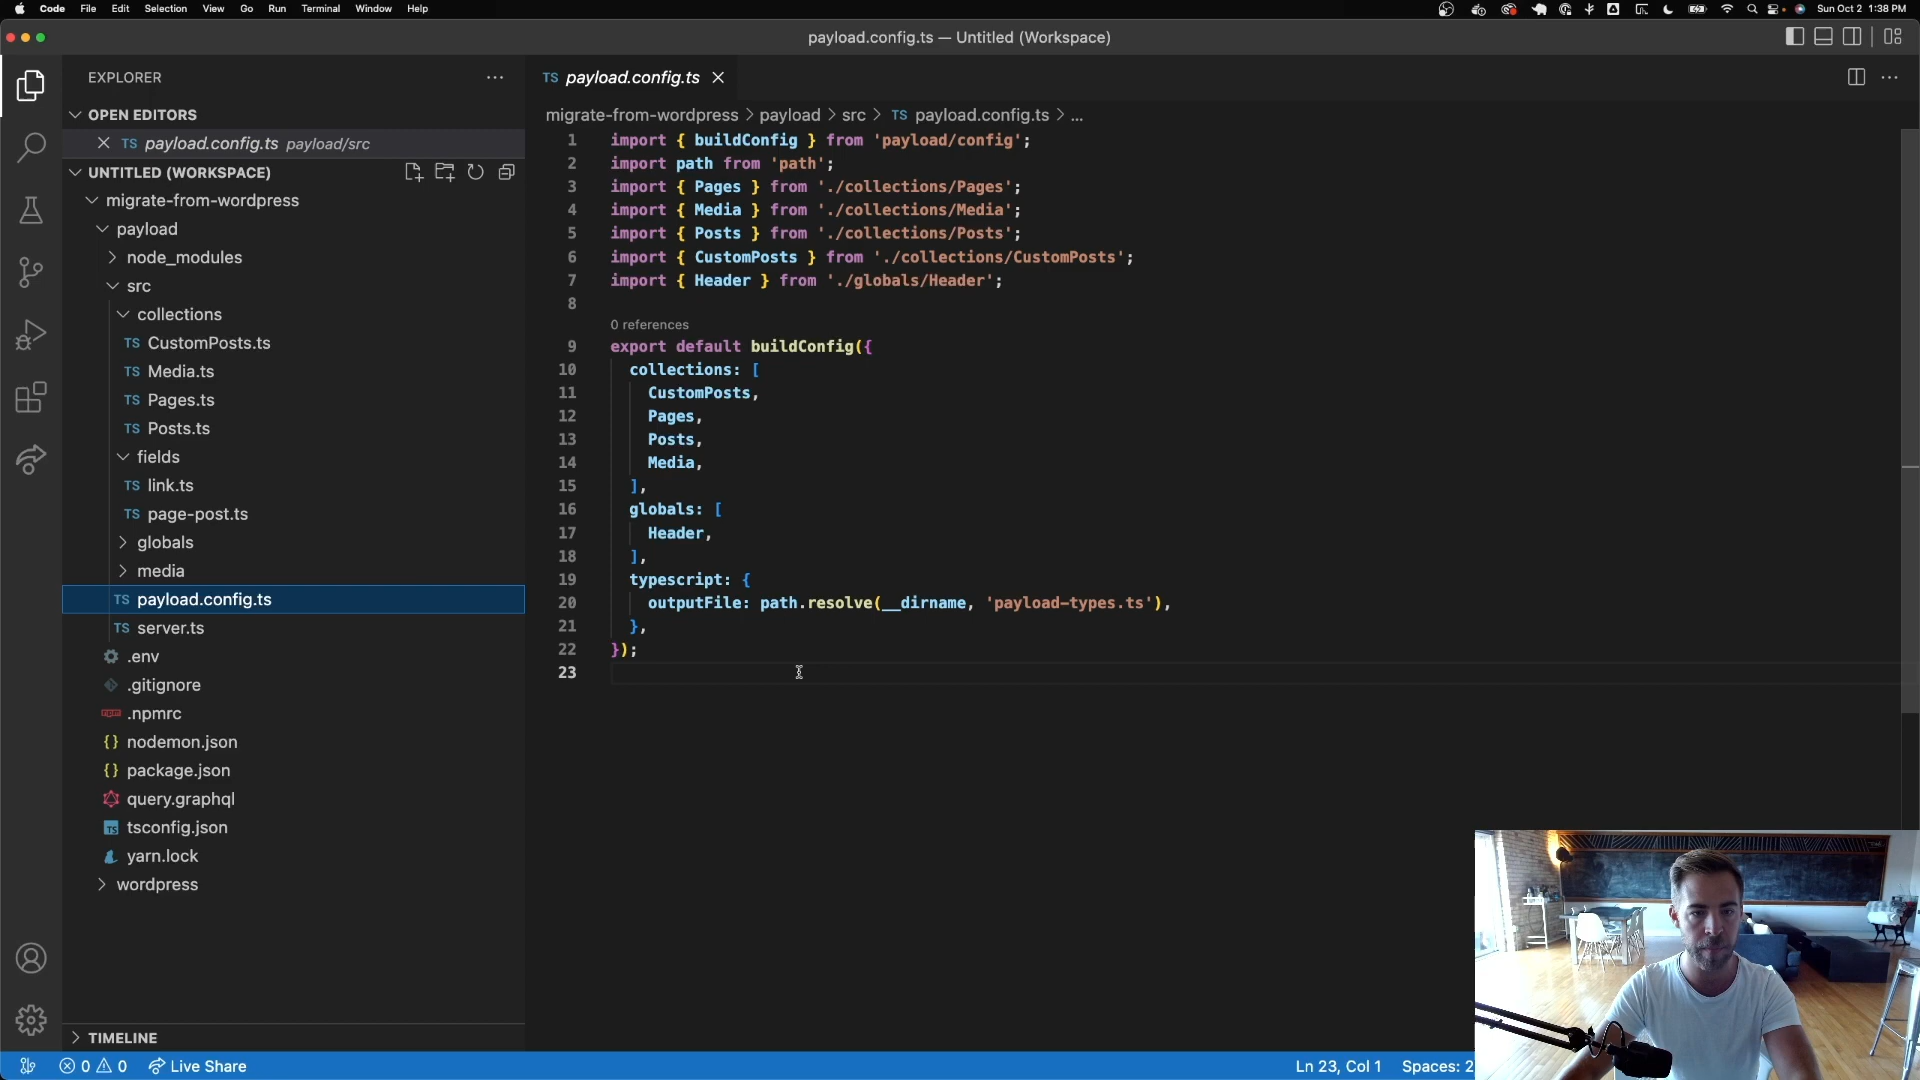 Code File Edit Selection View Go Run Terminal Window Help
Sun Oct 2 1:38 PM
payload.config.ts — Untitled (Workspace)
EXPLORER
OPEN EDITORS
TS payload.config.ts payload/src
UNTITLED (WORKSPACE)
migrate-from-wordpress
payload
node_modules
src
collections
TS CustomPosts.ts
TS Media.ts
TS Pages.ts
TS Posts.ts
fields
TS link.ts
TS page-post.ts
globals
media
TS payload.config.ts
TS server.ts
.env
.gitignore
.npmrc
{} nodemon.json
{} package.json
query.graphql
TS tsconfig.json
yarn.lock
wordpress
TIMELINE
TS payload.config.ts
migrate-from-wordpress > payload > src > TS payload.config.ts > ...
1 import { buildConfig } from 'payload/config';
2 import path from 'path';
3 import { Pages } from './collections/Pages';
4 import { Media } from './collections/Media';
5 import { Posts } from './collections/Posts';
6 import { CustomPosts } from './collections/CustomPosts';
7 import { Header } from './globals/Header';
8
0 references
9 export default buildConfig({
10 collections: [
11 CustomPosts,
12 Pages,
13 Posts,
14 Media,
15 ],
16 globals: [
17 Header,
18 ],
19 typescript: {
20 outputFile: path.resolve(__dirname, 'payload-types.ts'),
21 },
22 });
23
0 0 Live Share
Ln 23, Col 1 Spaces: 2